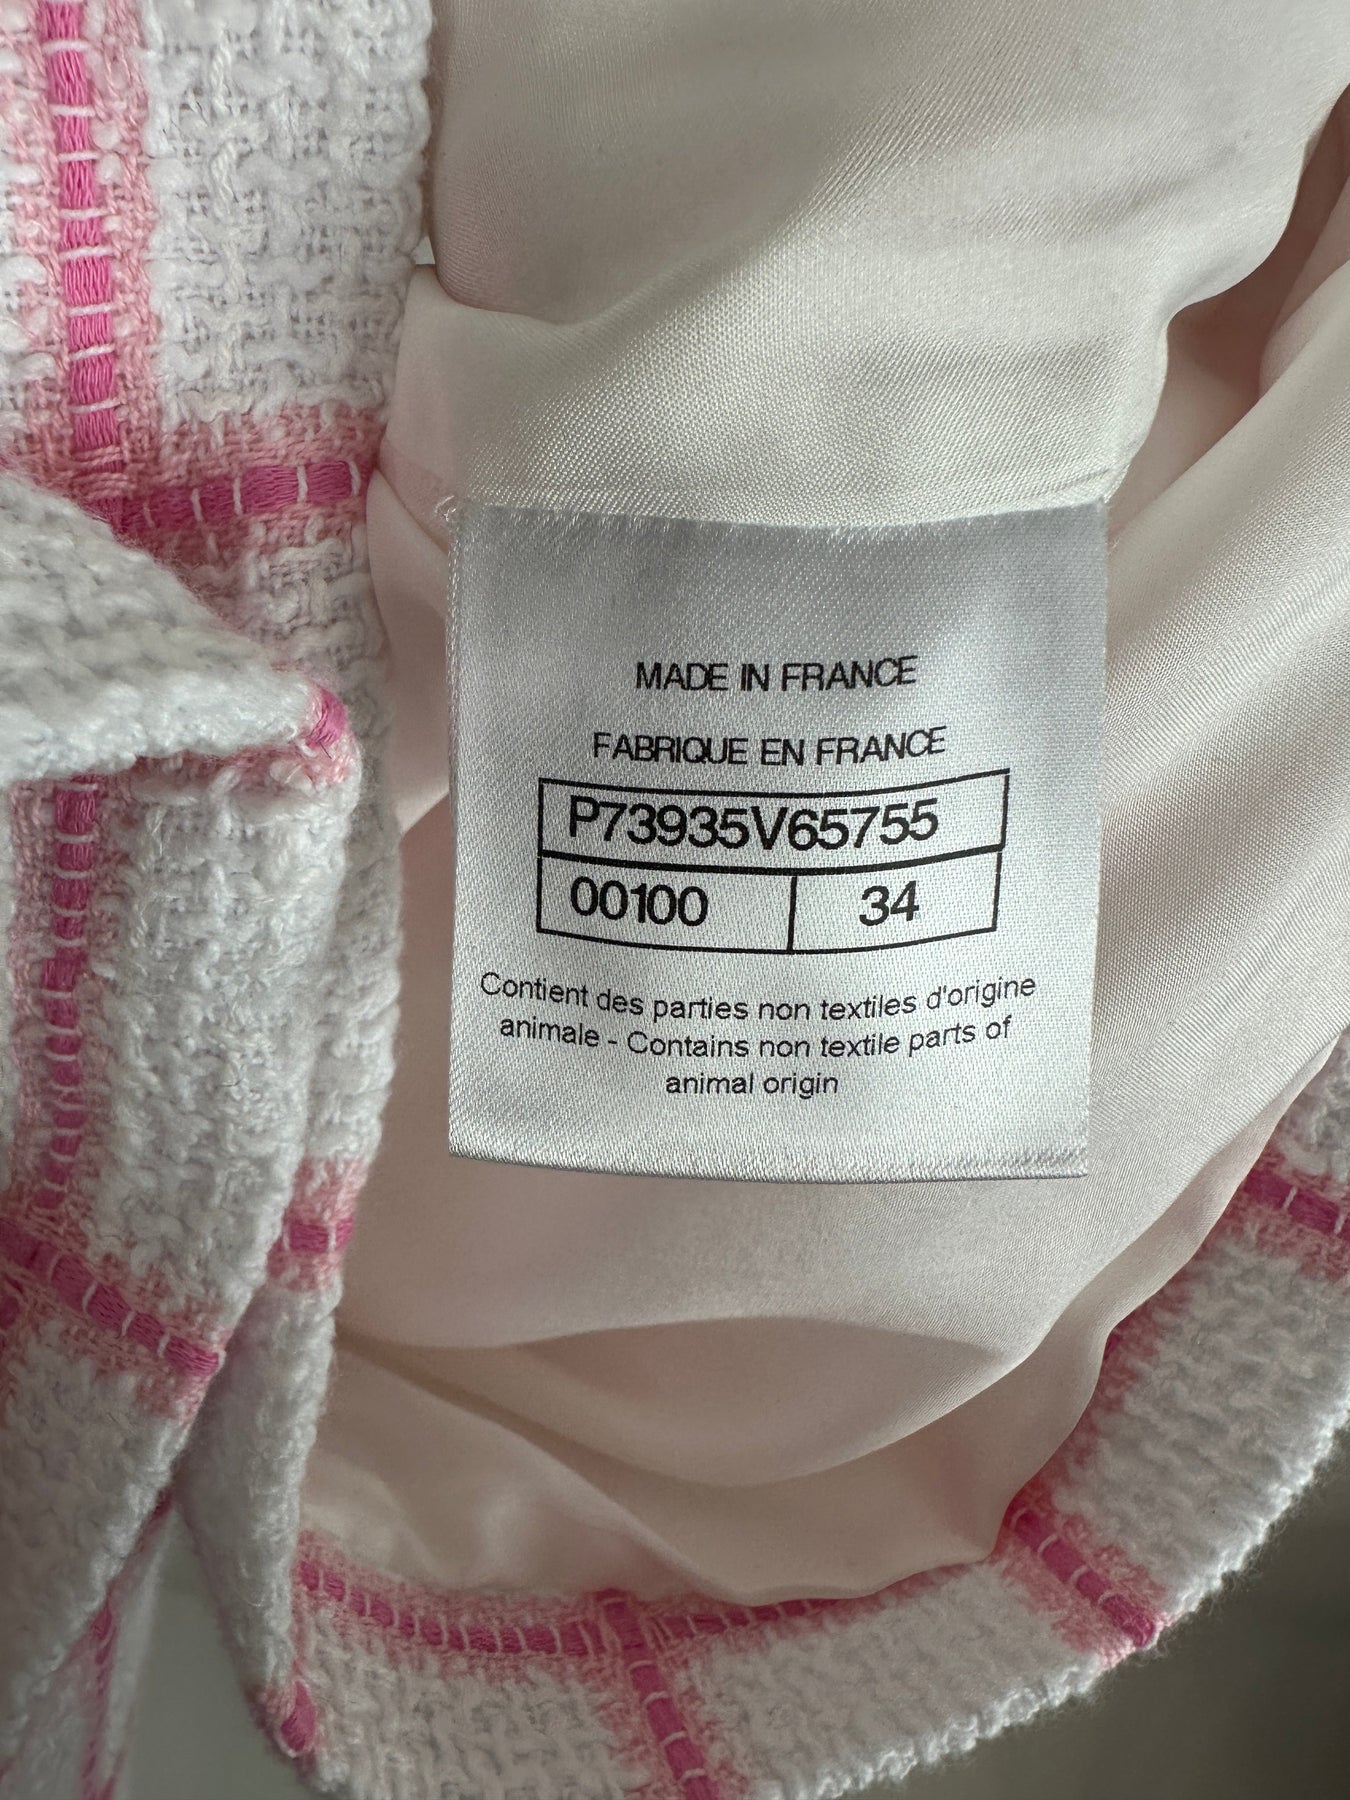 MADE IN FRANCE
FABRIQUE EN FRANCE
P73935V65755
00100 34
Contient des parties non textiles d'origine
animale - Contains non textile parts of
animal origin